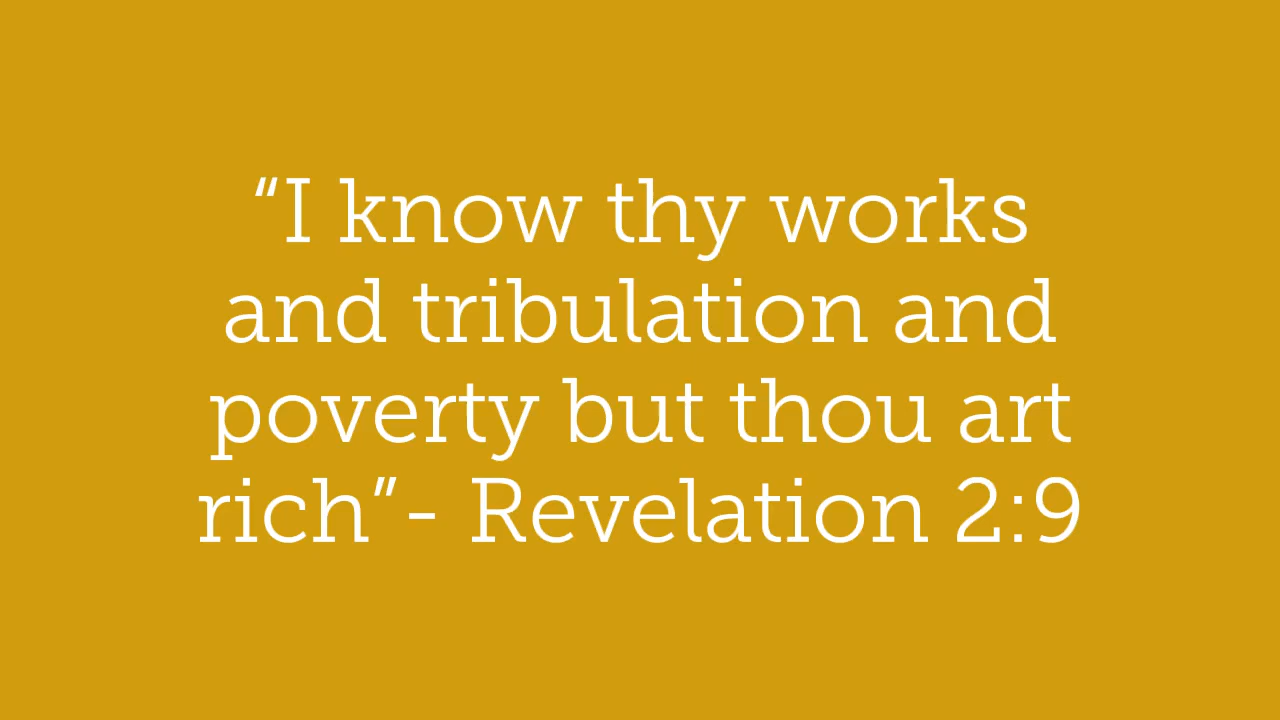 “I know thy works
and tribulation and
poverty but thou art
rich”- Revelation 2:9